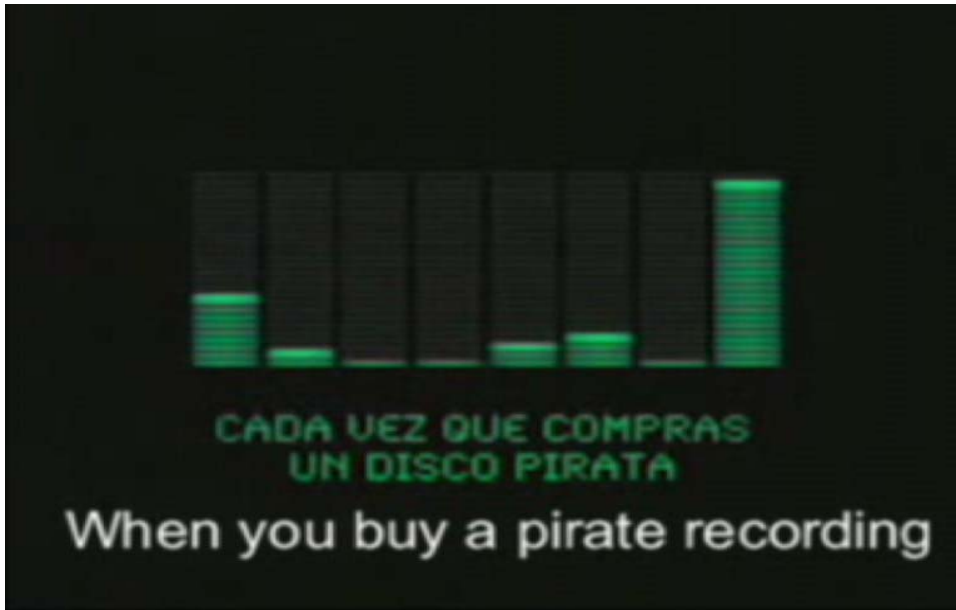 CADA VEZ QUE COMPRAS
UN DISCO PIRATA
When you buy a pirate recording